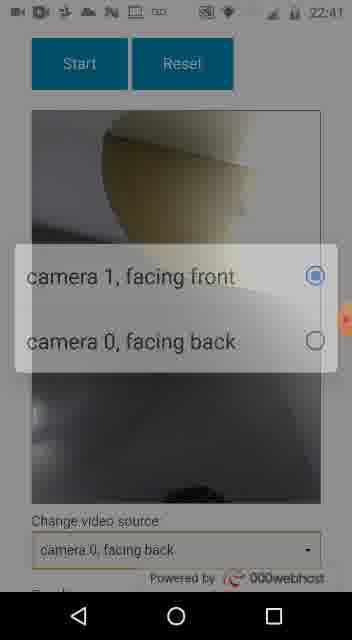 22:41
Start
Reset
camera 1, facing front
camera 0, facing back
Change video source:
camera 0, facing back
Powered by 000webhost